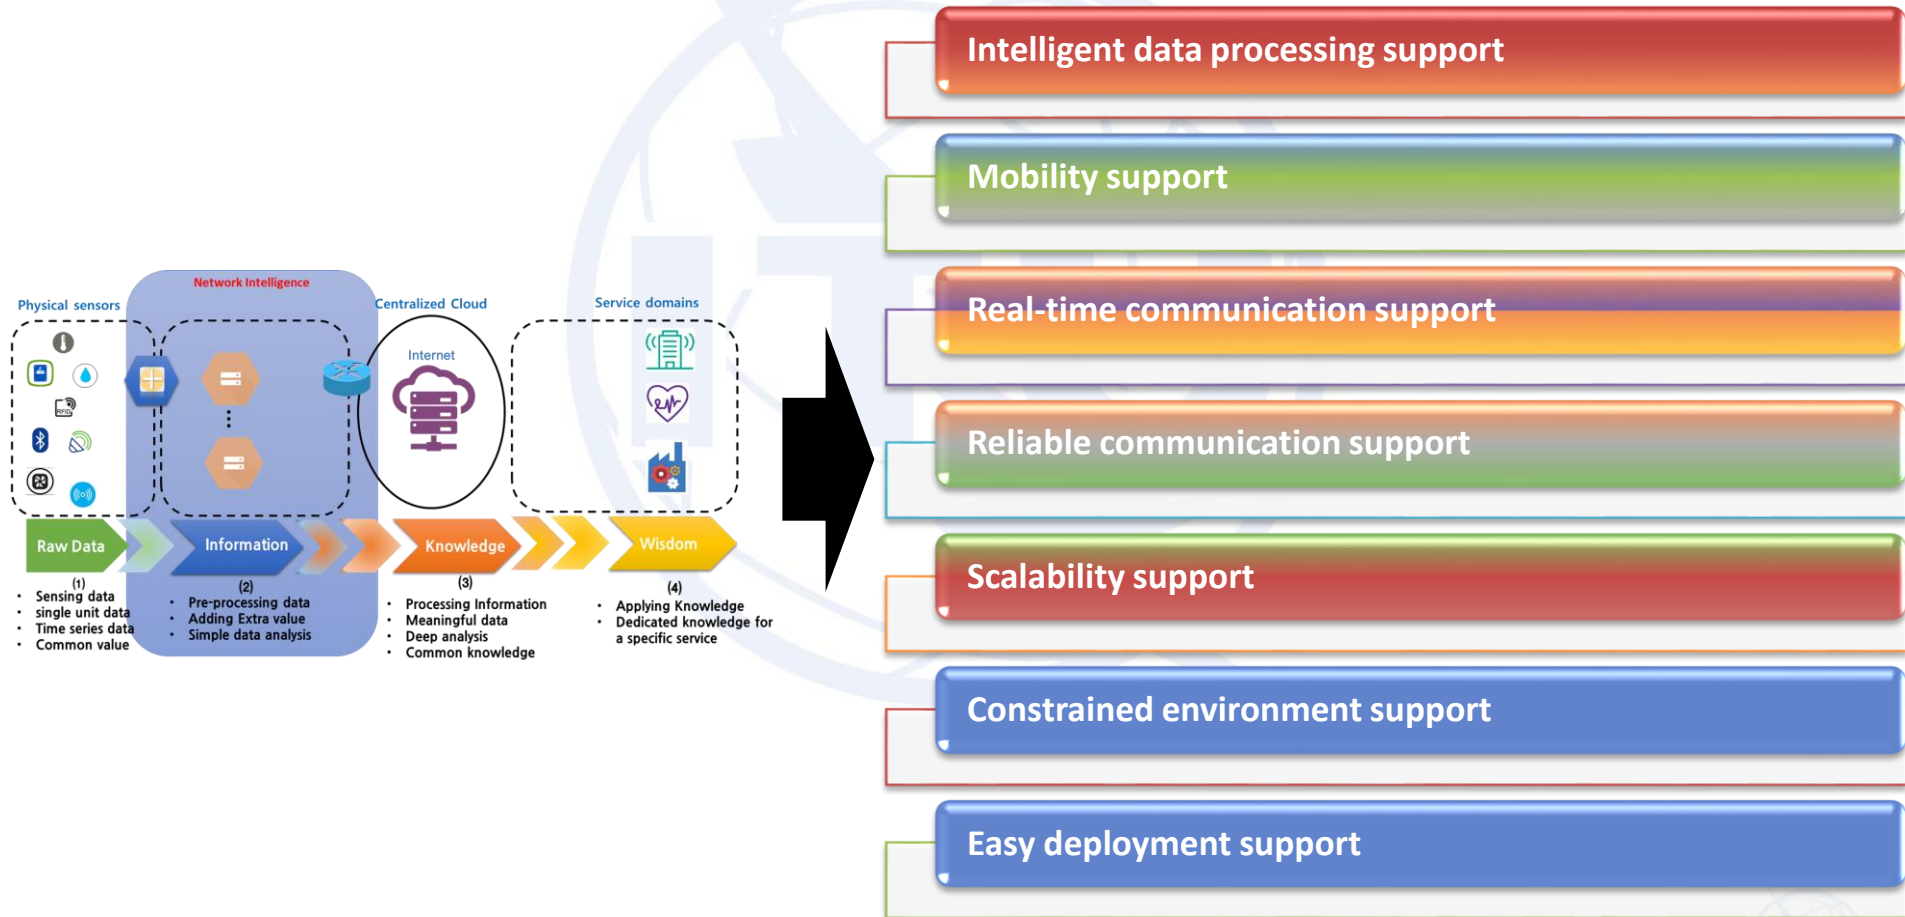 Network Intelligence
Physical sensors
Centralized Cloud
Service domains
Internet
RFID
Raw Data
Information
Knowledge
Wisdom
(1)
• Sensing data
• single unit data
• Time series data
• Common value
(2)
• Pre-processing data
• Adding Extra value
• Simple data analysis
(3)
• Processing Information
• Meaningful data
• Deep analysis
• Common knowledge
(4)
• Applying Knowledge
• Dedicated knowledge for
a specific service
Intelligent data processing support
Mobility support
Real-time communication support
Reliable communication support
Scalability support
Constrained environment support
Easy deployment support
ITU